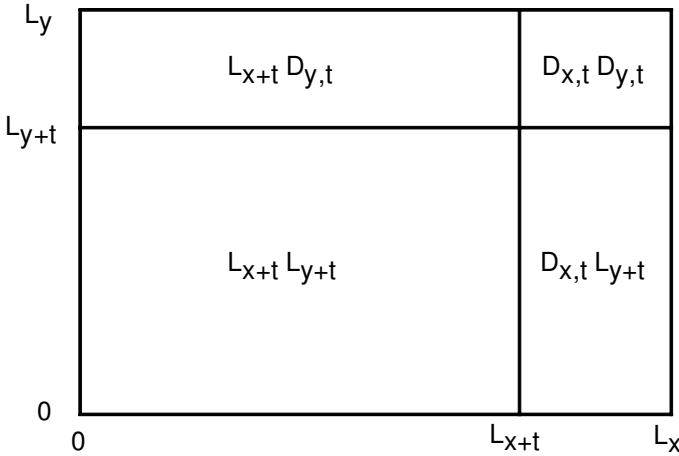 Ly
Lx+t Dy,t
Dx,t Dy,t
Ly+t
Lx+t Ly+t
Dx,t Ly+t
0
0
Lx+t
Lx